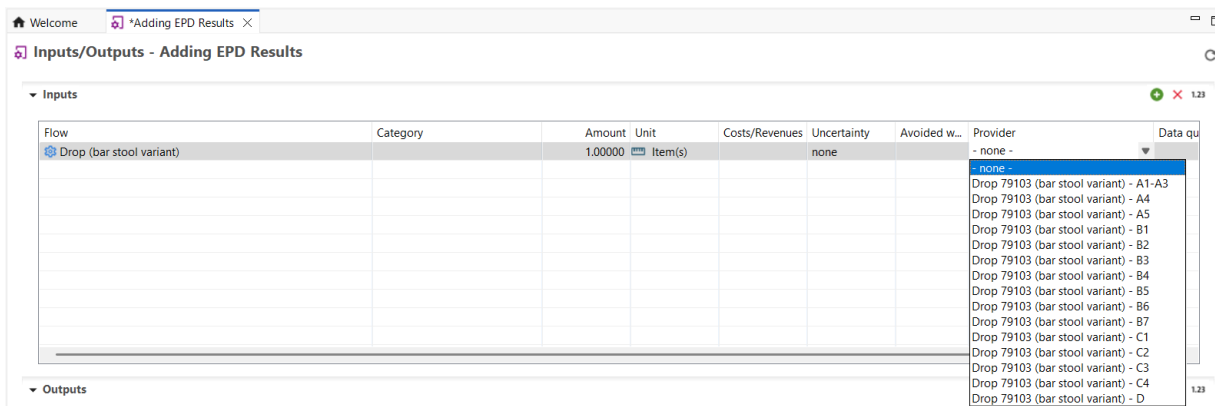 Welcome
*Adding EPD Results
Inputs/Outputs - Adding EPD Results
Inputs
1.23
Flow Category Amount Unit Costs/Revenues Uncertainty Avoided w... Provider Data qu
Drop (bar stool variant) 1.00000 Item(s) none - none -
- none -
Drop 79103 (bar stool variant) - A1-A3
Drop 79103 (bar stool variant) - A4
Drop 79103 (bar stool variant) - A5
Drop 79103 (bar stool variant) - B1
Drop 79103 (bar stool variant) - B2
Drop 79103 (bar stool variant) - B3
Drop 79103 (bar stool variant) - B4
Drop 79103 (bar stool variant) - B5
Drop 79103 (bar stool variant) - B6
Drop 79103 (bar stool variant) - B7
Drop 79103 (bar stool variant) - C1
Drop 79103 (bar stool variant) - C2
Drop 79103 (bar stool variant) - C3
Drop 79103 (bar stool variant) - C4
Drop 79103 (bar stool variant) - D
Outputs
1.23